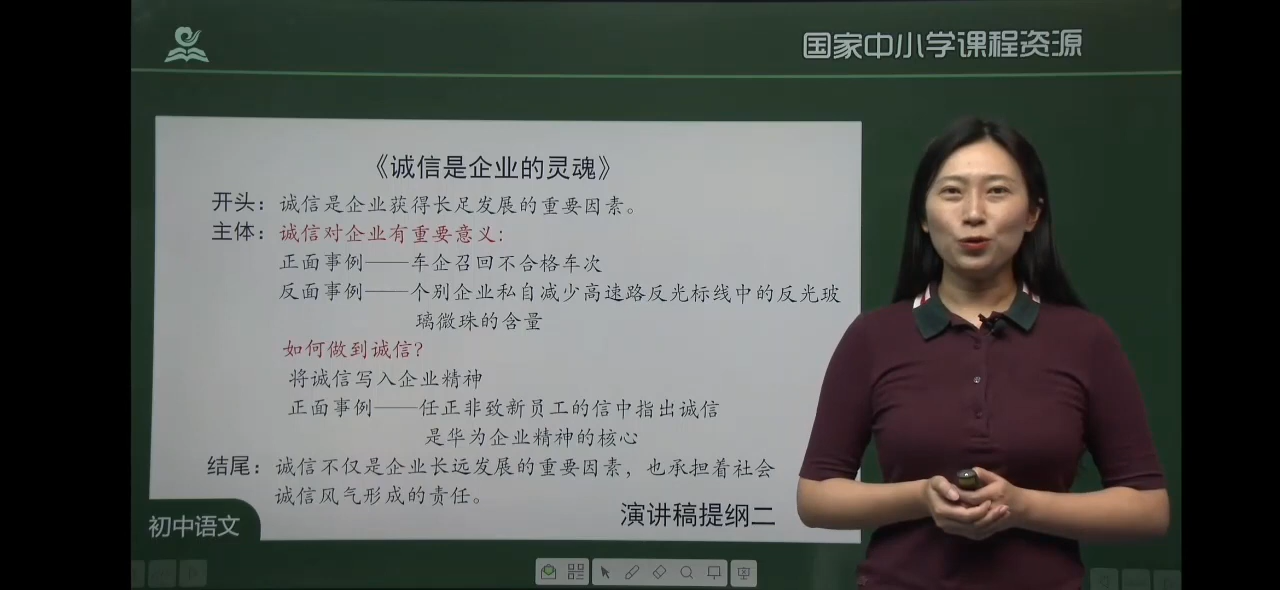 国家中小学课程资源
《诚信是企业的灵魂》
开头：诚信是企业获得长足发展的重要因素。
主体：诚信对企业有重要意义：
正面事例——车企召回不合格车次
反面事例——个别企业私自减少高速路反光标线中的反光玻
璃微珠的含量
如何做到诚信？
将诚信写入企业精神
正面事例——任正非致新员工的信中指出诚信
是华为企业精神的核心
结尾：诚信不仅是企业长远发展的重要因素，也承担着社会
诚信风气形成的责任。
演讲稿提纲二
初中语文